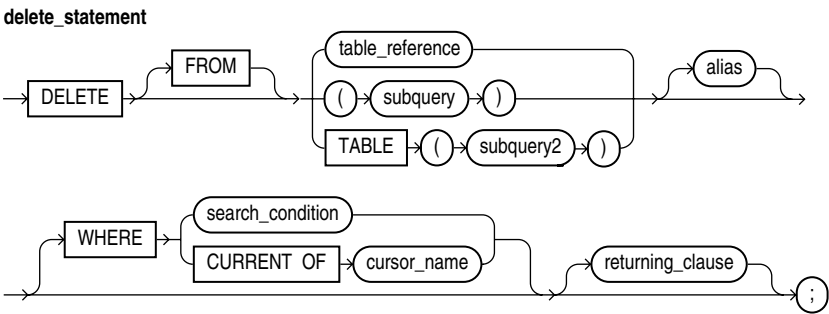 delete_statement
FROM table_reference alias
DELETE ( subquery )
TABLE ( subquery2 )
search_condition
WHERE returning_clause
CURRENT OF cursor_name
;